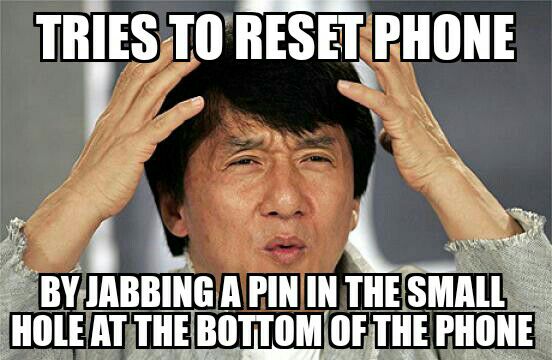 TRIES TO RESET PHONE
BY JABBING A PIN IN THE SMALL
HOLE AT THE BOTTOM OF THE PHONE